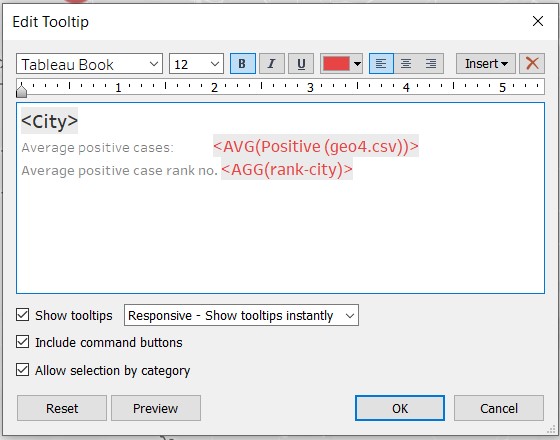 Edit Tooltip
Tableau Book 12 B I U Insert
1 2 3 4 5
<City>
Average positive cases: <AVG(Positive (geo4.csv))>
Average positive case rank no. <AGG(rank-city)>
Show tooltips Responsive - Show tooltips instantly
Include command buttons
Allow selection by category
Reset Preview OK Cancel